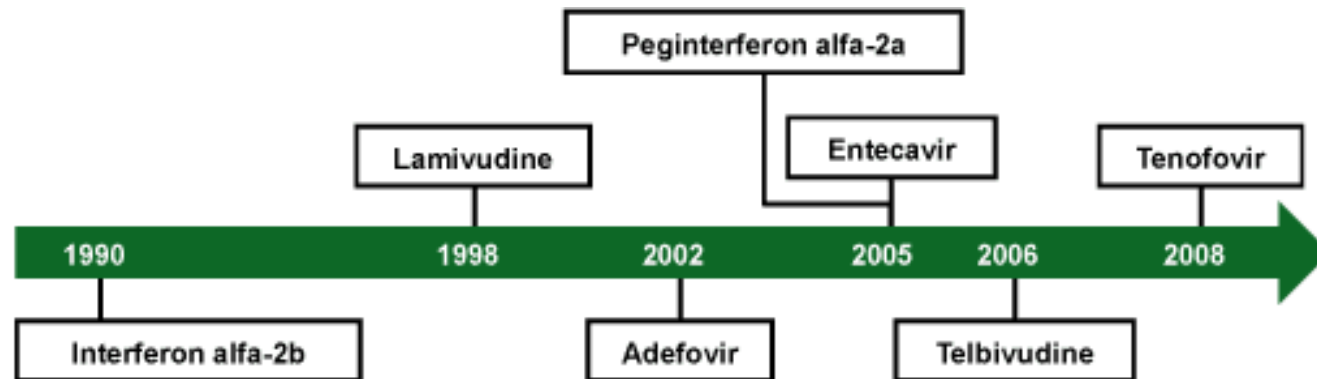 Peginterferon alfa-2a
Lamivudine
Entecavir
Tenofovir
1990 1998 2002 2005 2006 2008
Interferon alfa-2b
Adefovir
Telbivudine